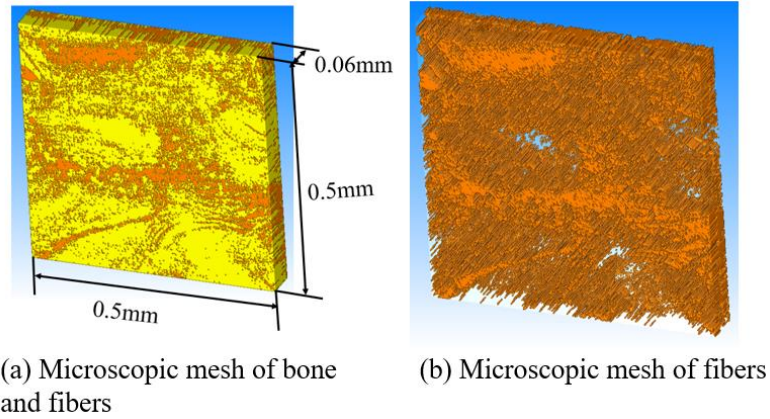 0.06mm
0.5mm
0.5mm
(a) Microscopic mesh of bone
and fibers
(b) Microscopic mesh of fibers